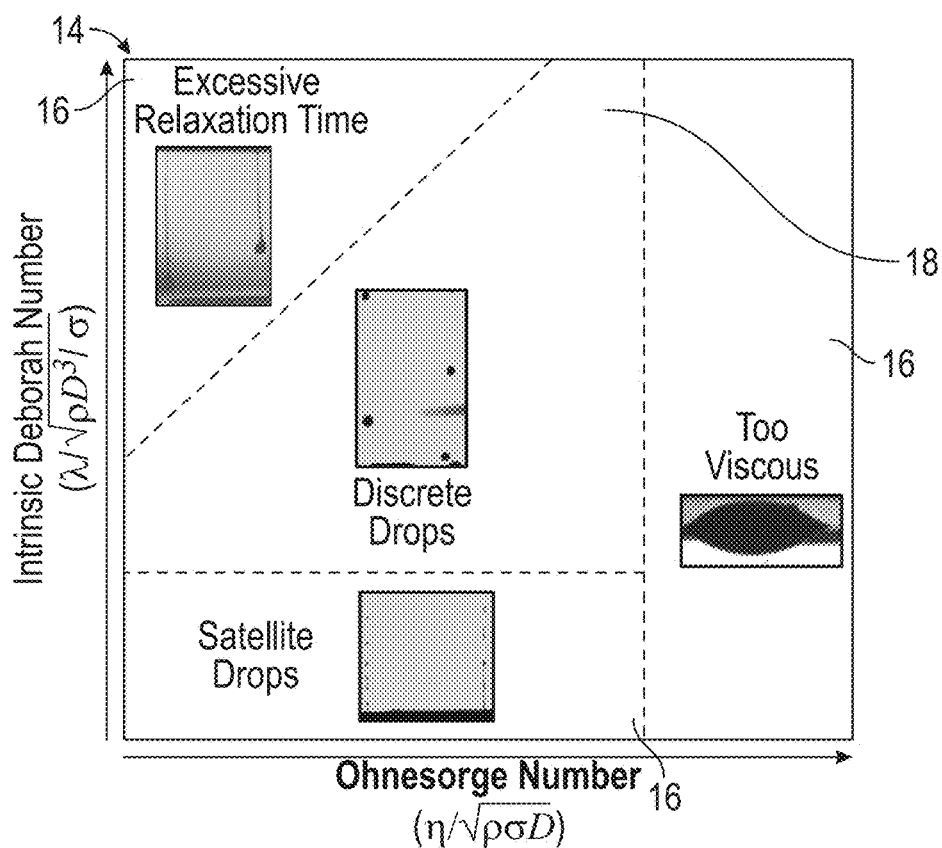 14
16
Excessive
Relaxation Time
18
16
Too
Viscous
Discrete
Drops
Satellite
Drops
16
Intrinsic Deborah Number
(λ/√ρD³/σ)
Ohnesorge Number
(η/√ρσD)